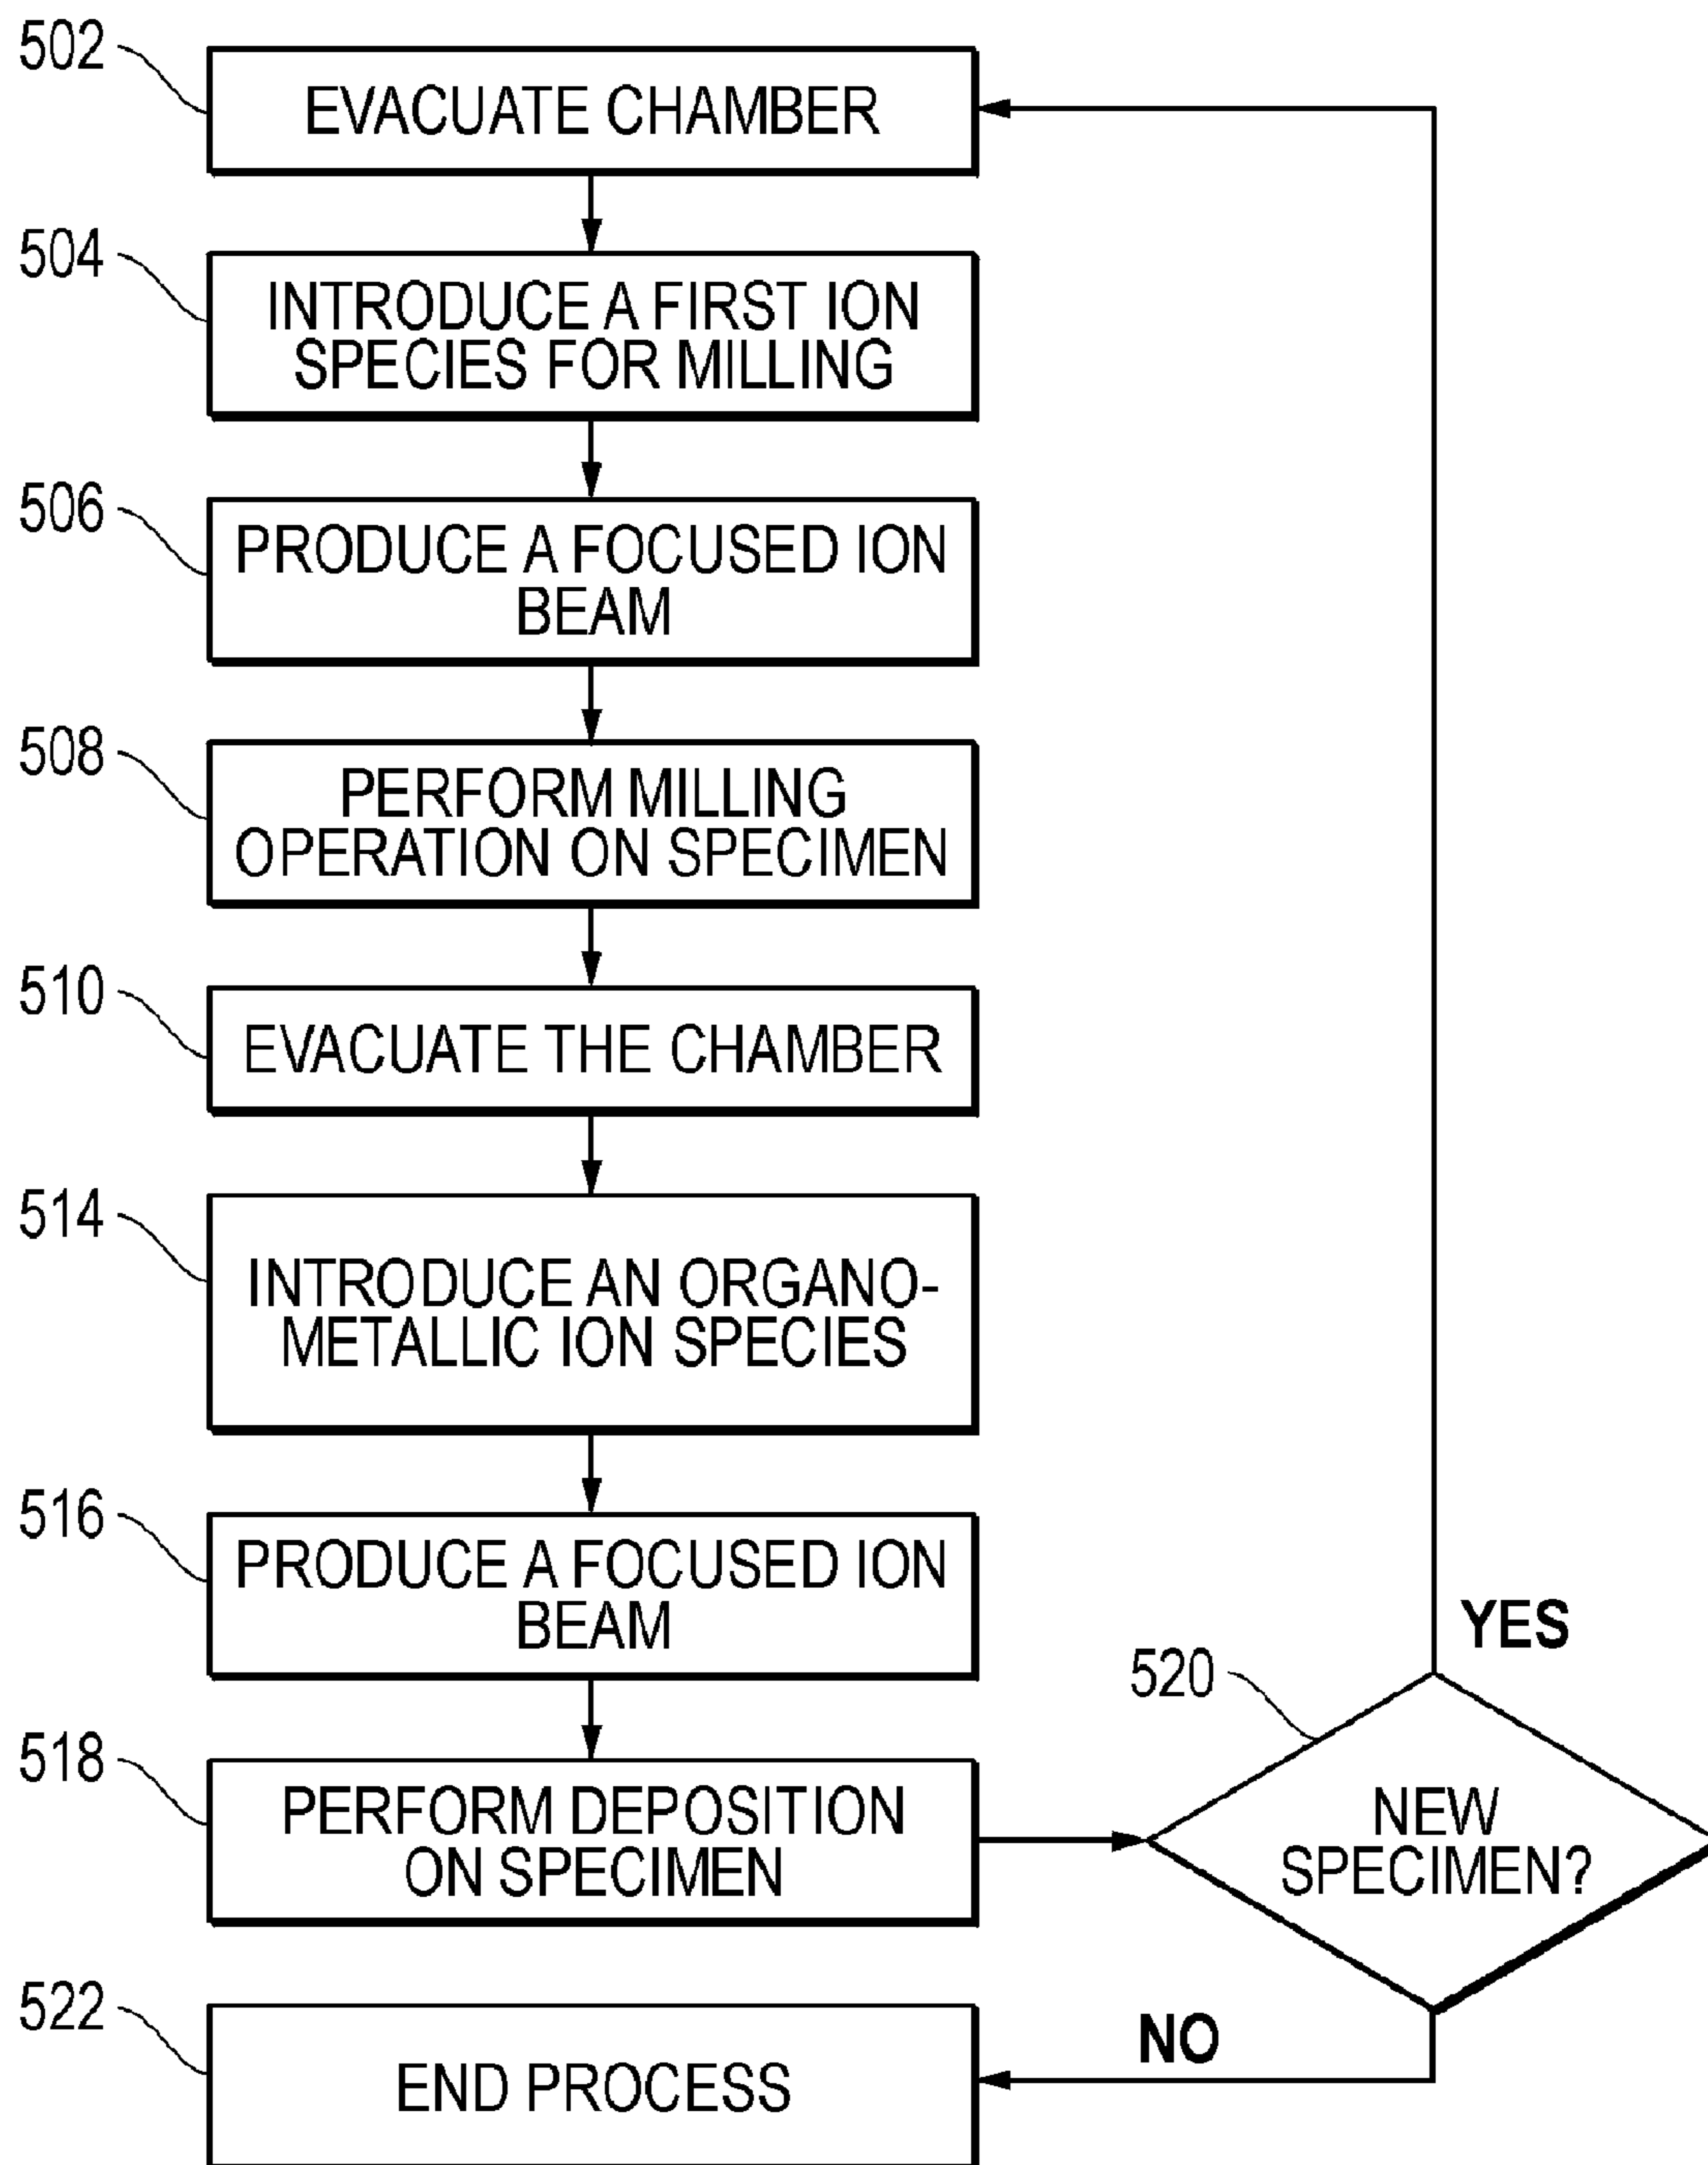 502
EVACUATE CHAMBER
504
INTRODUCE A FIRST ION
SPECIES FOR MILLING
506
PRODUCE A FOCUSED ION
BEAM
508
PERFORM MILLING
OPERATION ON SPECIMEN
510
EVACUATE THE CHAMBER
514
INTRODUCE AN ORGANO-
METALLIC ION SPECIES
516
PRODUCE A FOCUSED ION
BEAM
518
PERFORM DEPOSITION
ON SPECIMEN
520
YES
NEW
SPECIMEN?
NO
522
END PROCESS